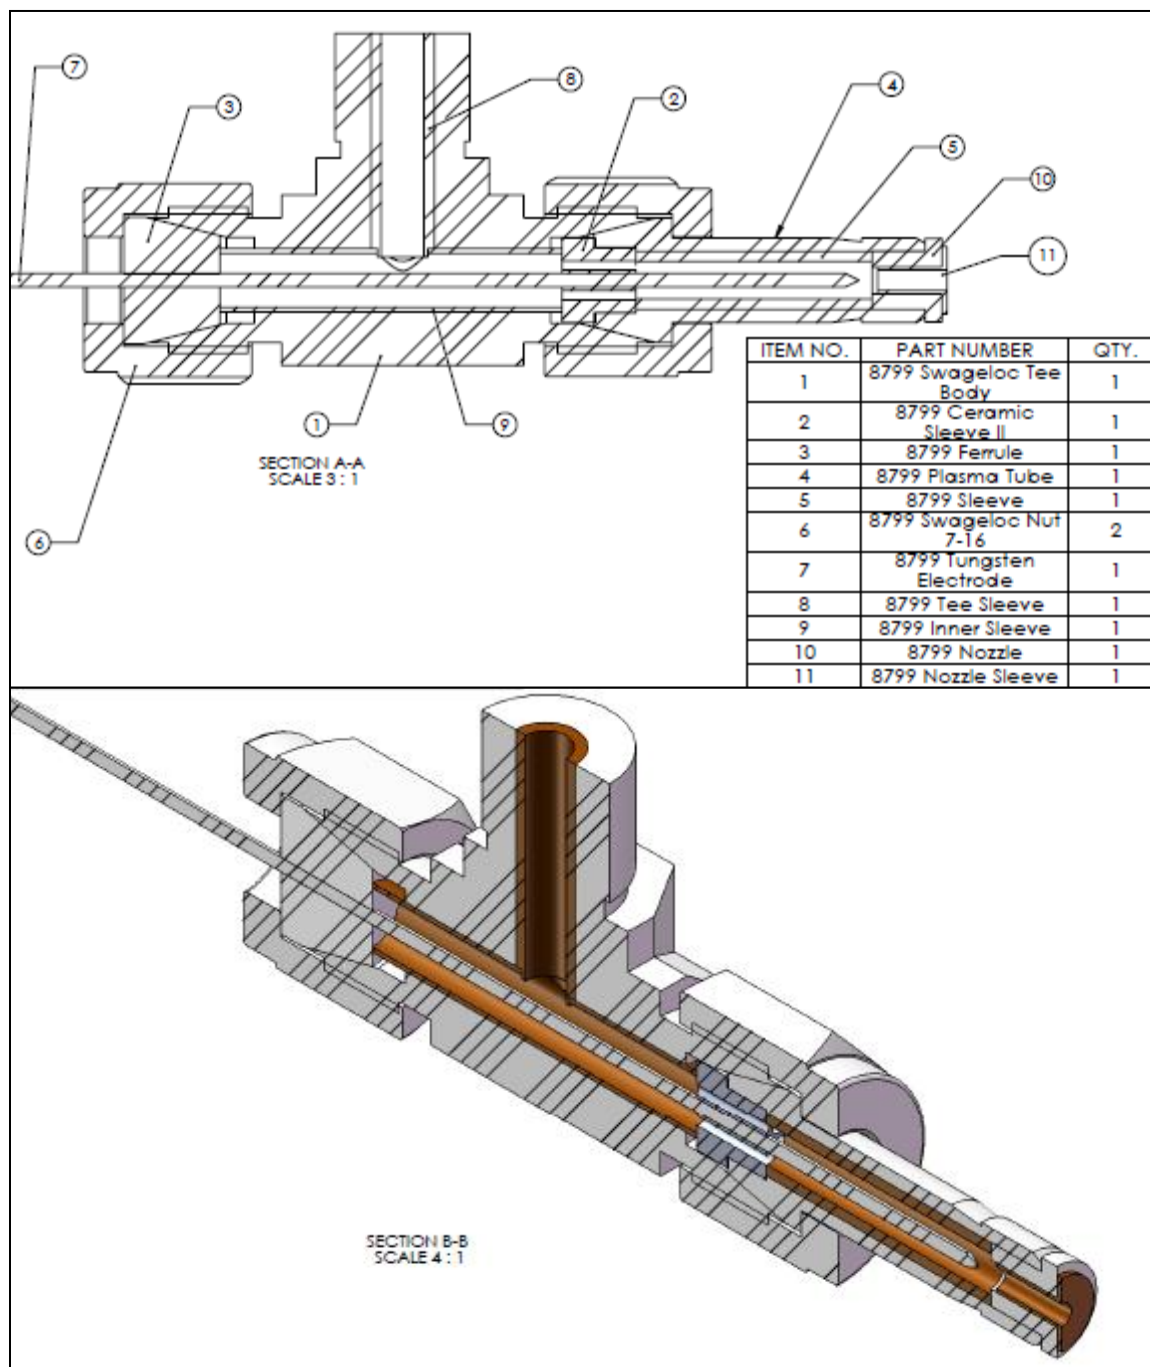 7
3
8
2
4
5
10
11
1
9
6
SECTION A-A
SCALE 3 : 1
ITEM NO. PART NUMBER QTY.
1 8799 Swageloc Tee Body 1
2 8799 Ceramic Sleeve II 1
3 8799 Ferrule 1
4 8799 Plasma Tube 1
5 8799 Sleeve 1
6 8799 Swageloc Nut 7-16 2
7 8799 Tungsten Electrode 1
8 8799 Tee Sleeve 1
9 8799 Inner Sleeve 1
10 8799 Nozzle 1
11 8799 Nozzle Sleeve 1
SECTION B-B
SCALE 4 : 1